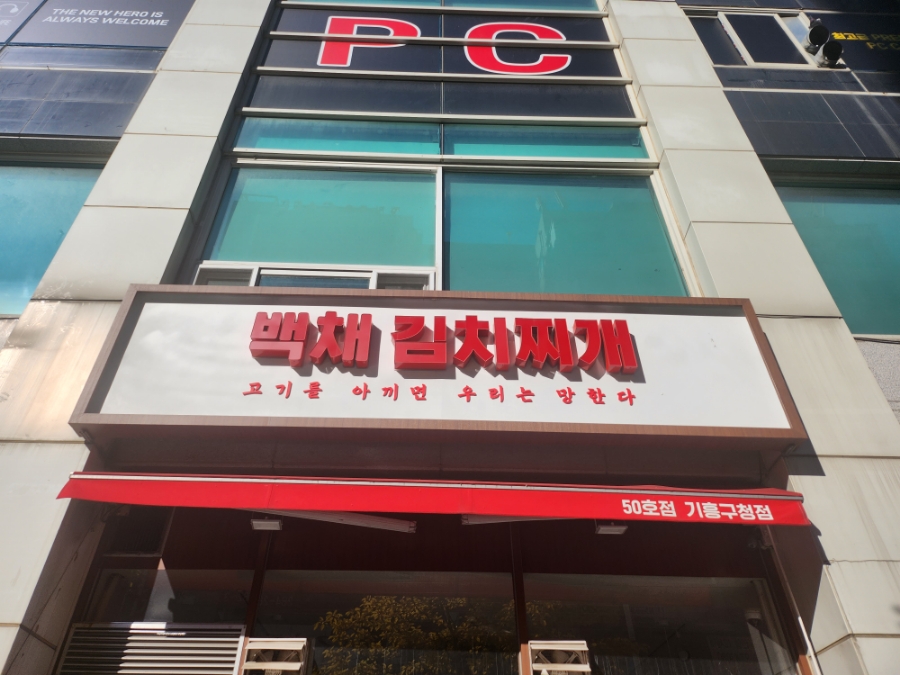 THE NEW HERO IS
ALWAYS WELCOME
PC
백채 김치찌개
고기를 아끼면 우리는 망한다
50호점 기흥구청점